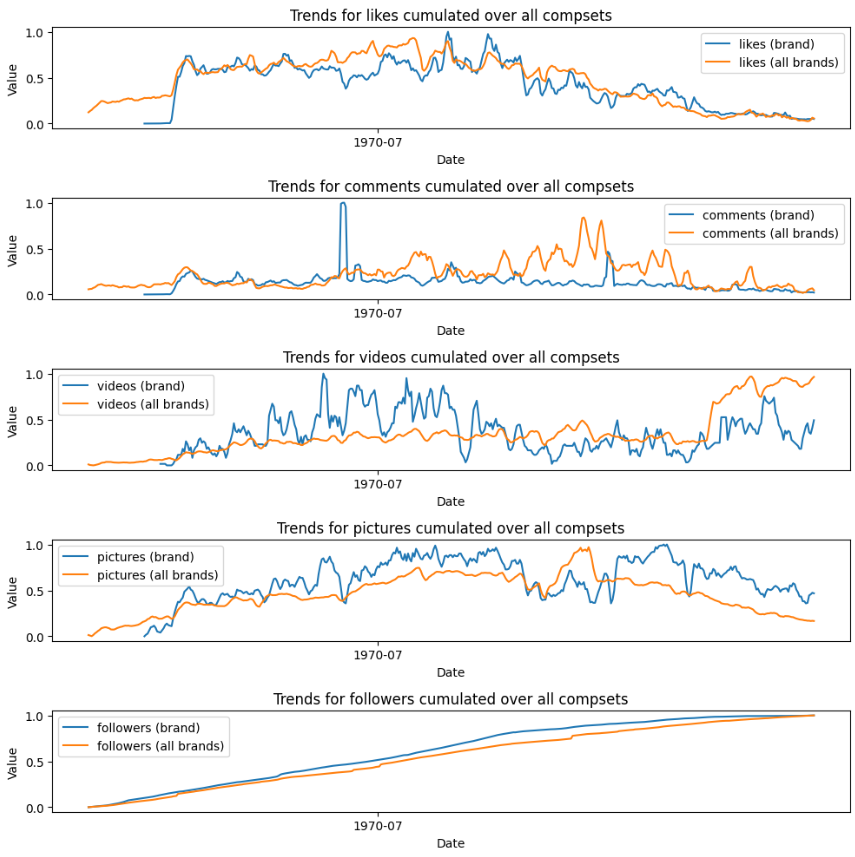 Trends for likes cumulated over all compsets
1.0
0.5
0.0
Value
likes (brand)
likes (all brands)
1970-07
Date
Trends for comments cumulated over all compsets
1.0
0.5
0.0
Value
comments (brand)
comments (all brands)
1970-07
Date
Trends for videos cumulated over all compsets
1.0
0.5
0.0
Value
videos (brand)
videos (all brands)
1970-07
Date
Trends for pictures cumulated over all compsets
1.0
0.5
0.0
Value
pictures (brand)
pictures (all brands)
1970-07
Date
Trends for followers cumulated over all compsets
1.0
0.5
0.0
Value
followers (brand)
followers (all brands)
1970-07
Date